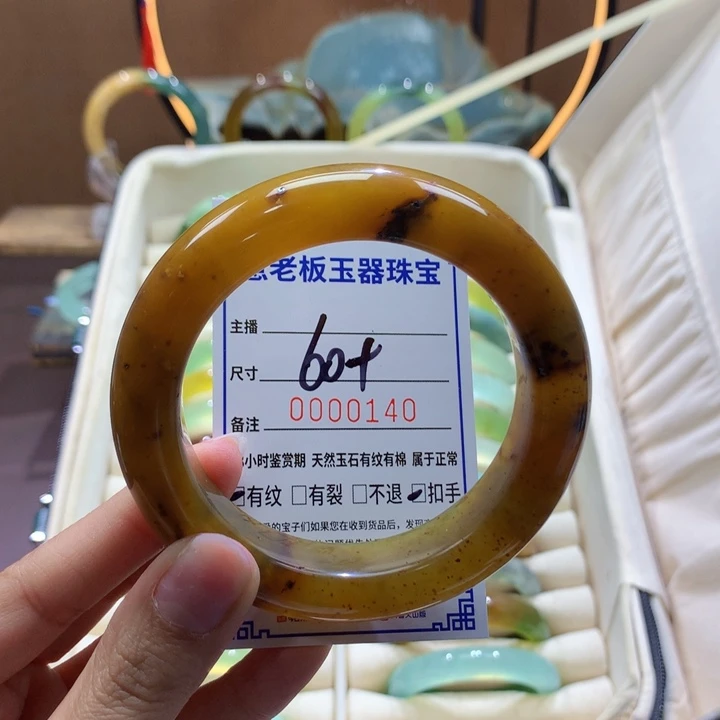 老板玉器珠宝
主播
尺寸 60+
备注 0000140
小时鉴赏期 天然玉石有纹有棉 属于正常
有纹 有裂 不退 扣手
的宝子们如果您在收到货品后，发现